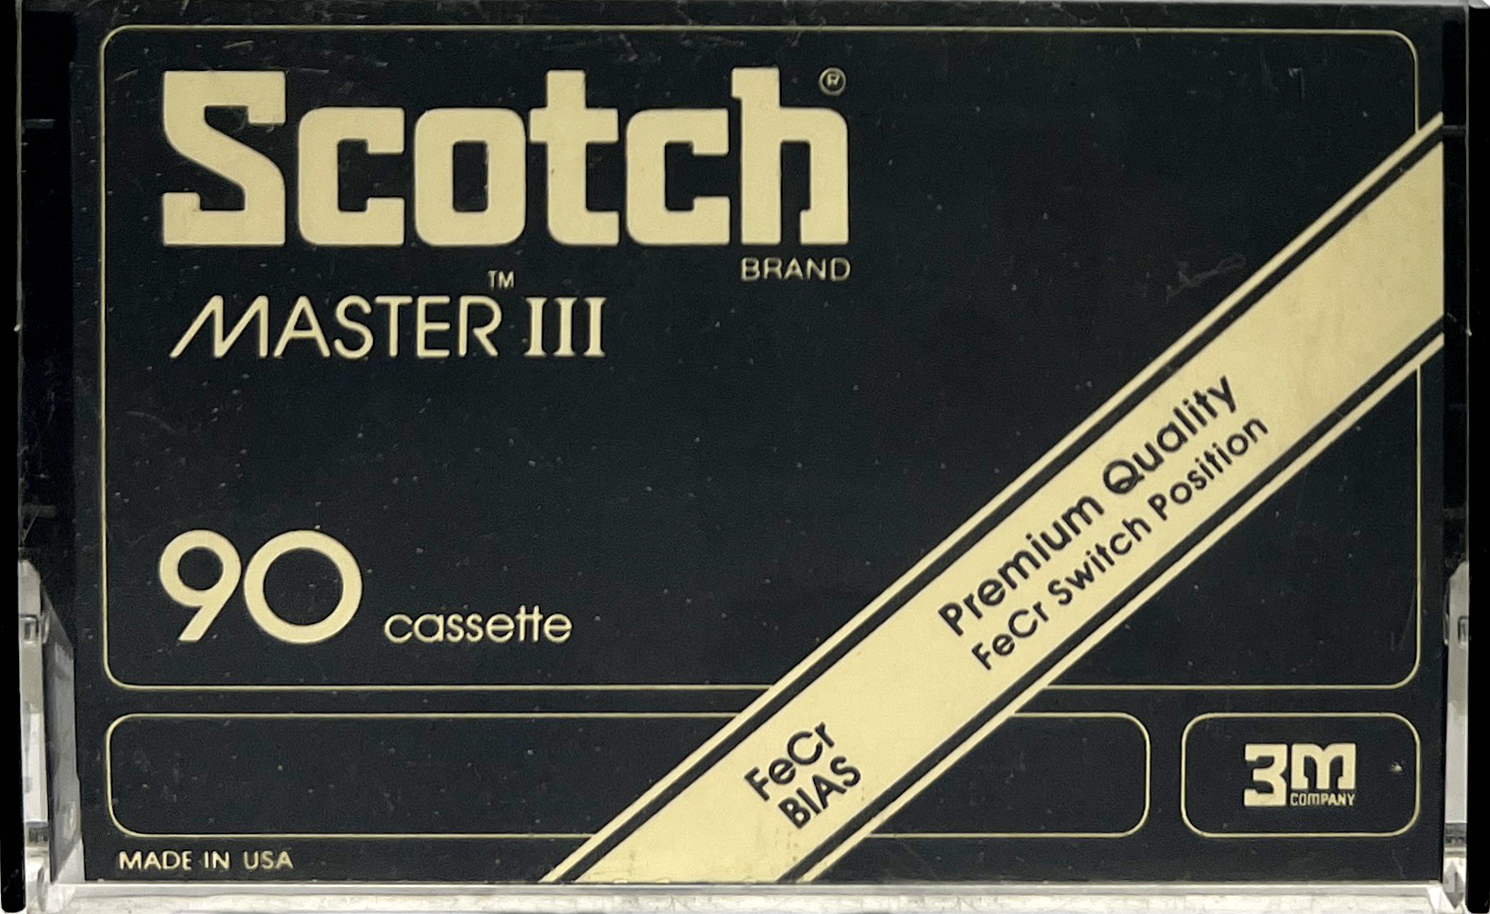 Scotch®
BRAND
MASTER™ III
90 cassette
Premium Quality
FeCr Switch Position
FeCr
BIAS
3M
COMPANY
MADE IN USA